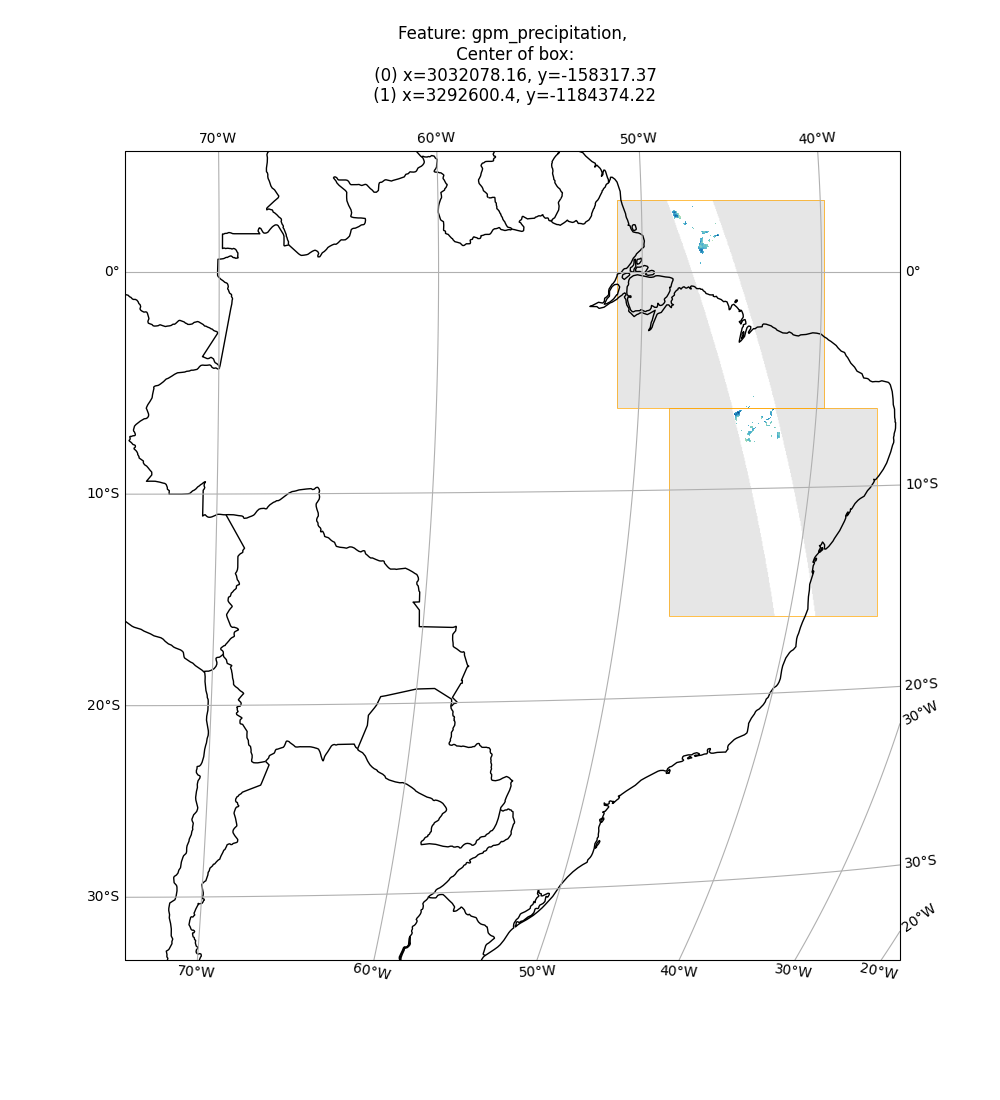 Feature: gpm_precipitation,
Center of box:
(0) x=3032078.16, y=-158317.37
(1) x=3292600.4, y=-1184374.22
70°W 60°W 50°W 40°W
0° 0°
10°S 10°S
20°S 20°S
30°W
30°S 30°S
20°W
70°W 60°W 50°W 40°W 30°W 20°W